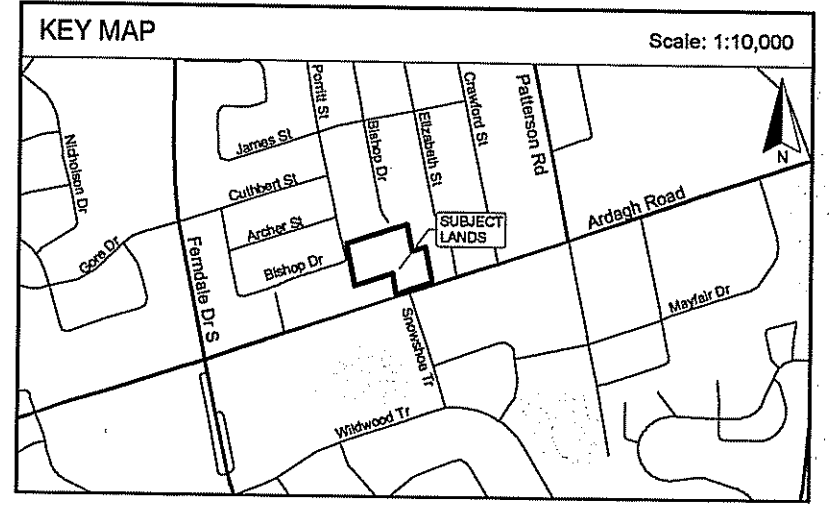 KEY MAP
Scale: 1:10,000
Nicholson Dr
Gore Dr
Ferndale Dr S
James St
Cuthbert St
Archer St
Bishop Dr
Porritt St
Bishop Dr
Elizabeth St
Crawford St
Patterson Rd
Ardagh Road
N
SUBJECT
LANDS
Snowshoe Tr
Mayfair Dr
Wildwood Tr